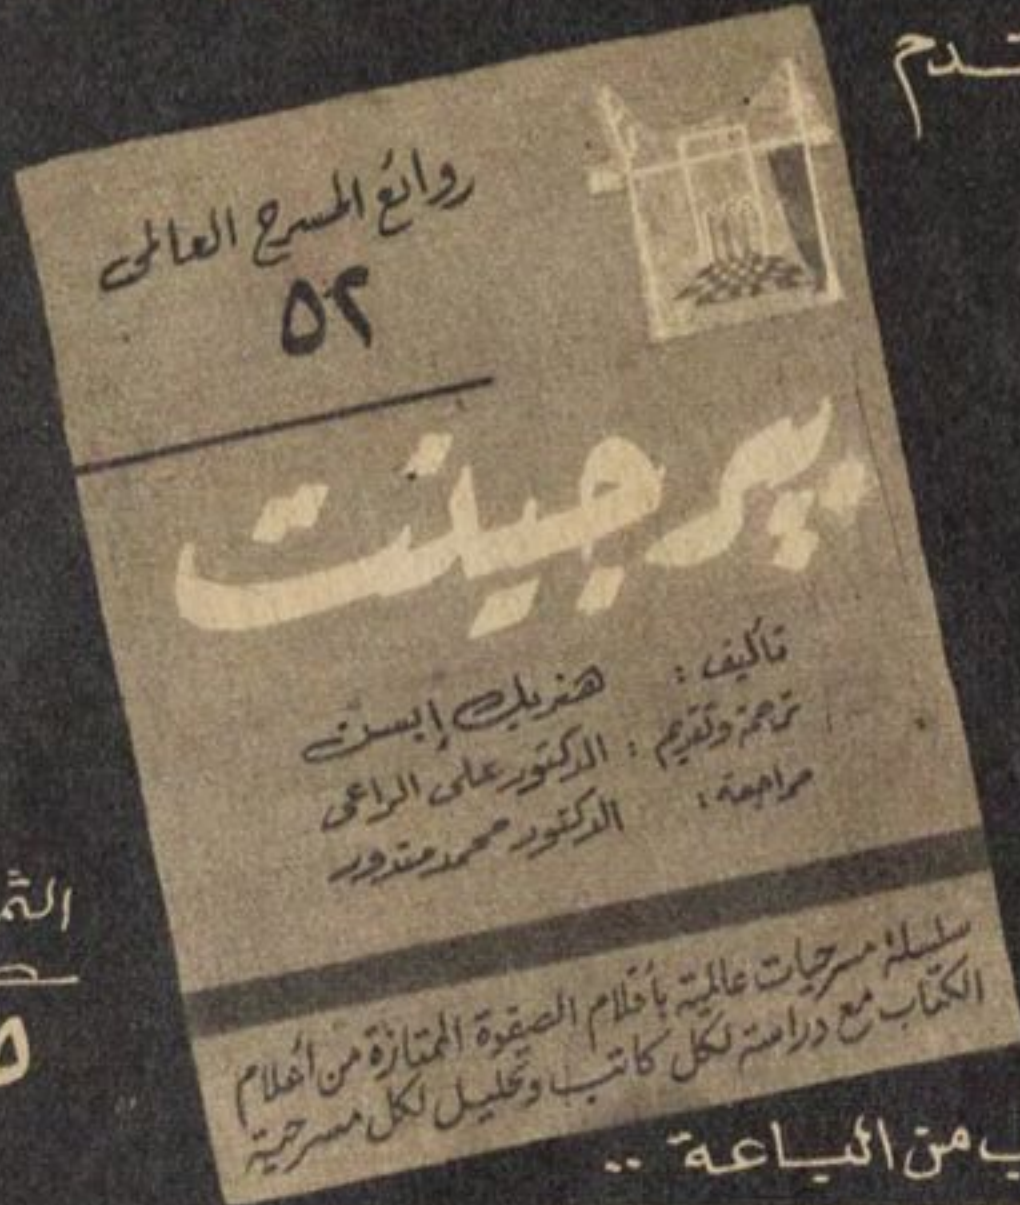 روائع المسرح العالمى
٥٢
پيرجينت
تأليف : هنريك إبسن
ترجمة وتقديم : الدكتور على الراعى
مراجعة : الدكتور محمد مندور
سلسلة مسرحيات عالمية بأقلام الصفوة الممتازة من أعلام
الكتاب مع دراسة لكل كاتب وتحليل لكل مسرحية
من الباعة ..